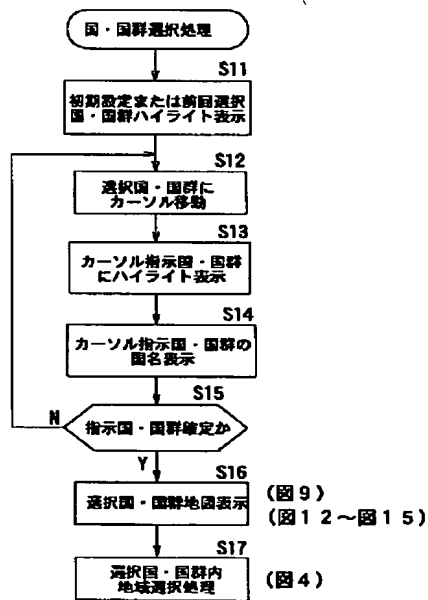 国・国群選択処理
S11
初期設定または前回選択
国・国群ハイライト表示
S12
選択国・国群に
カーソル移動
S13
カーソル指示国・国群
にハイライト表示
S14
カーソル指示国・国群の
国名表示
S15
指示国・国群確定か
N
Y
S16
選択国・国群地図表示
(図9)
(図12～図15)
S17
選択国・国群内
地域選択処理
(図4)